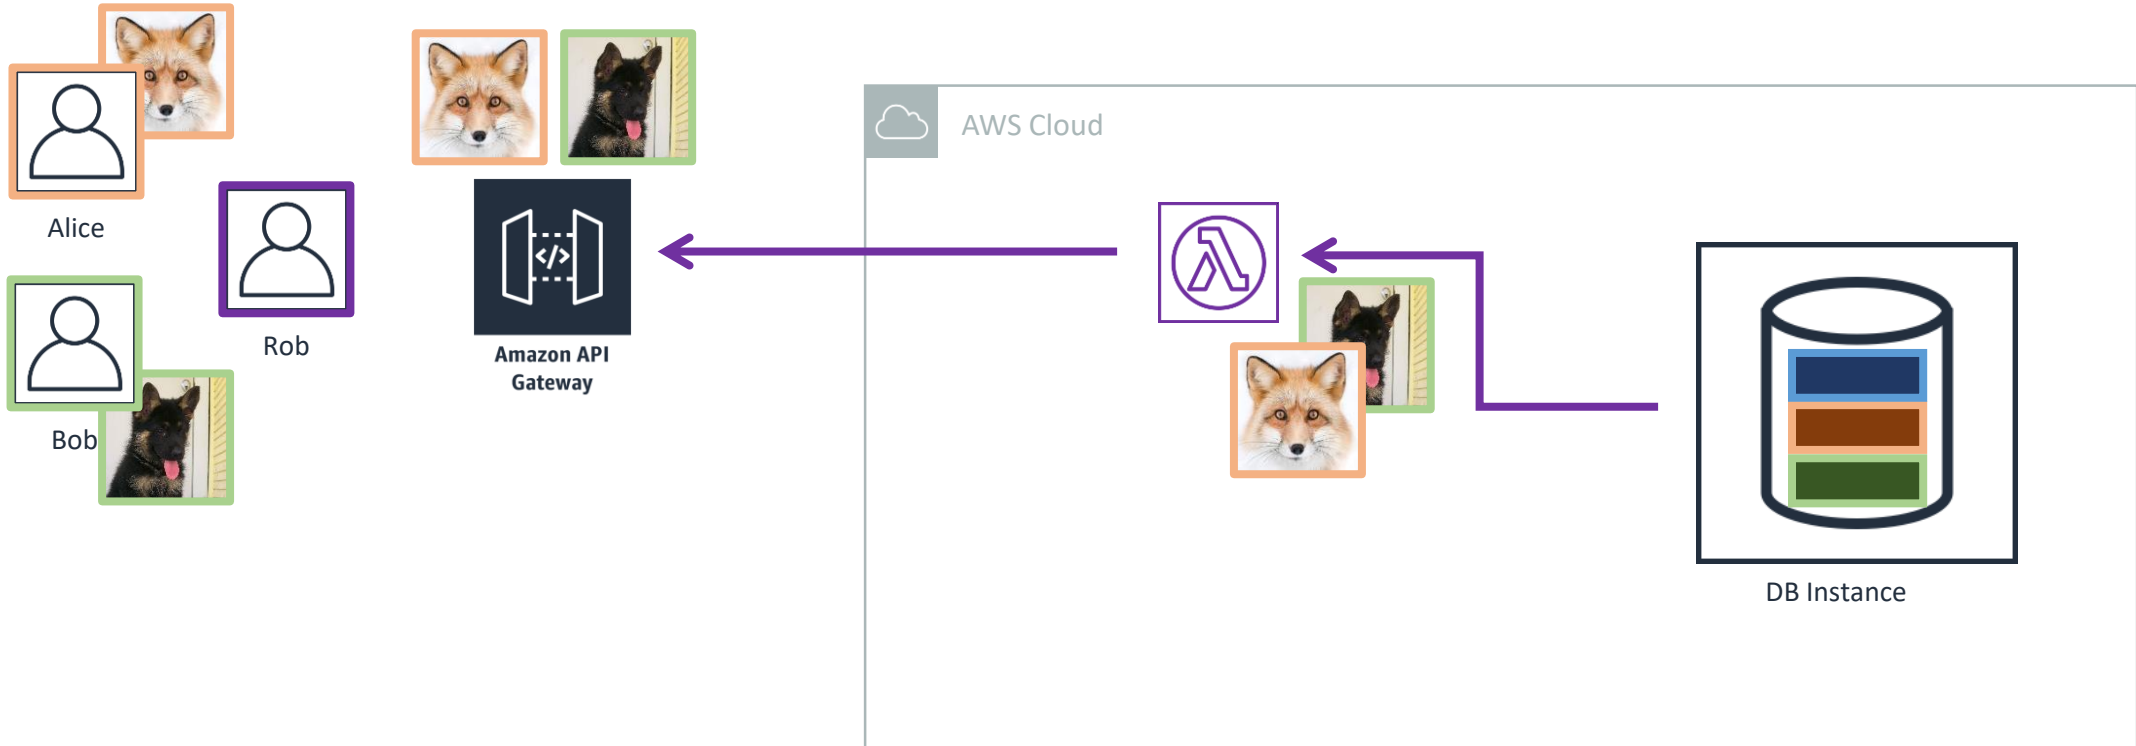 AWS Cloud
Alice
Rob
Amazon API
Gateway
</>
Bob
DB Instance